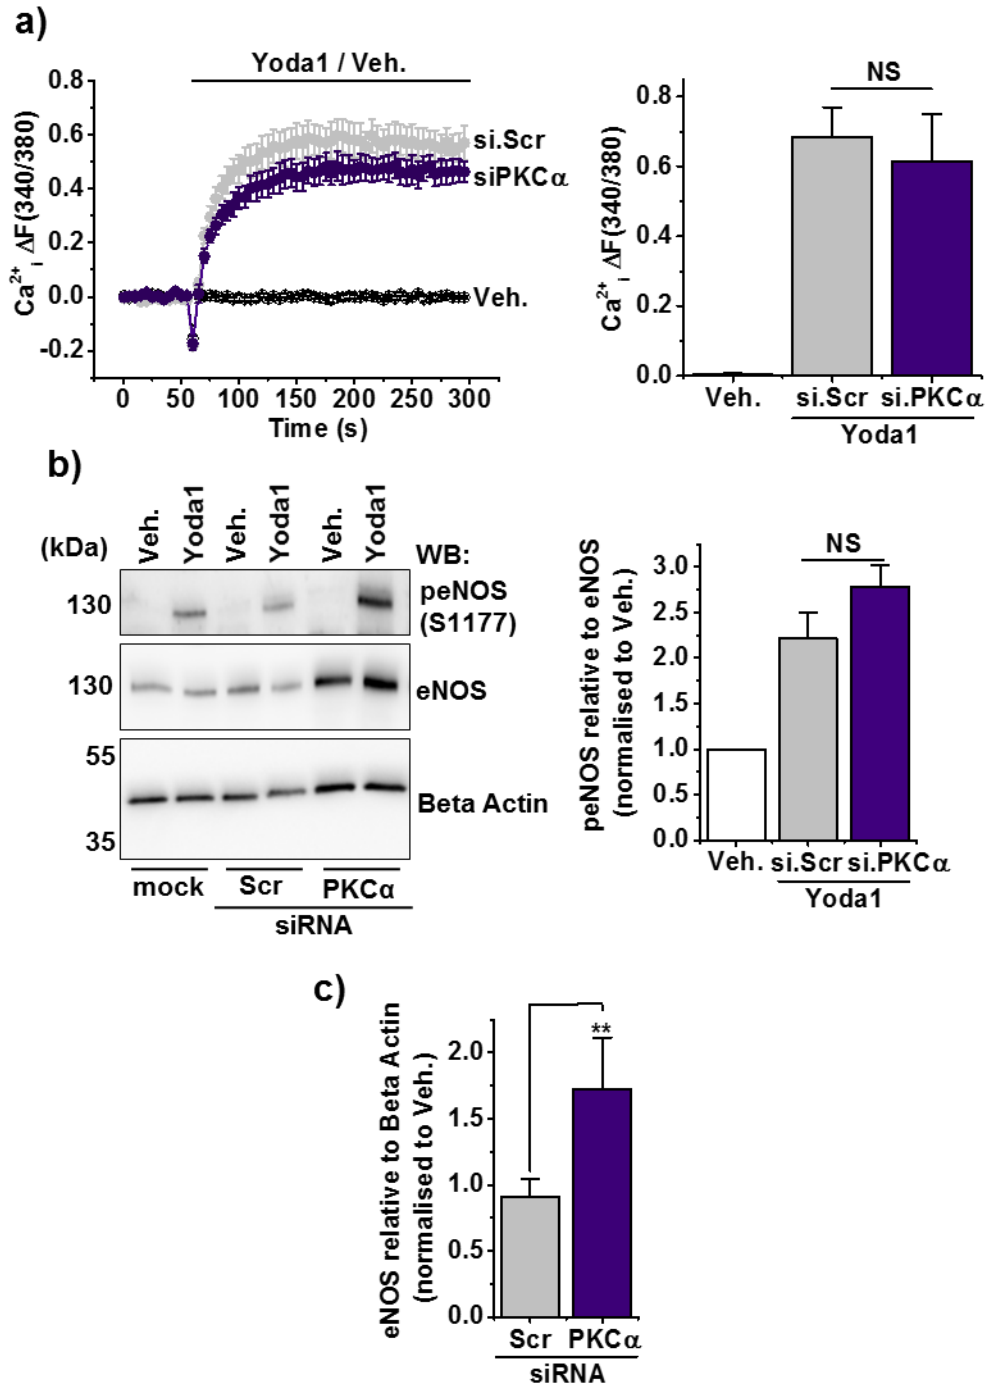 a)
Yoda1 / Veh.
Ca²⁺ᵢ ΔF(340/380)
0.8
0.6
0.4
0.2
0.0
-0.2
si.Scr
siPKCα
Veh.
0 50 100 150 200 250 300
Time (s)
NS
Ca²⁺ᵢ ΔF(340/380)
0.8
0.6
0.4
0.2
0.0
Veh. si.Scr si.PKCα
Yoda1
b)
Veh. Yoda1 Veh. Yoda1 Veh. Yoda1
(kDa)
WB:
130
peNOS
(S1177)
130
eNOS
55
Beta Actin
35
mock Scr PKCα
siRNA
NS
peNOS relative to eNOS
(normalised to Veh.)
3.0
2.5
2.0
1.5
1.0
0.5
0.0
Veh. si.Scr si.PKCα
Yoda1
c)
**
eNOS relative to Beta Actin
(normalised to Veh.)
2.0
1.5
1.0
0.5
0.0
Scr PKCα
siRNA